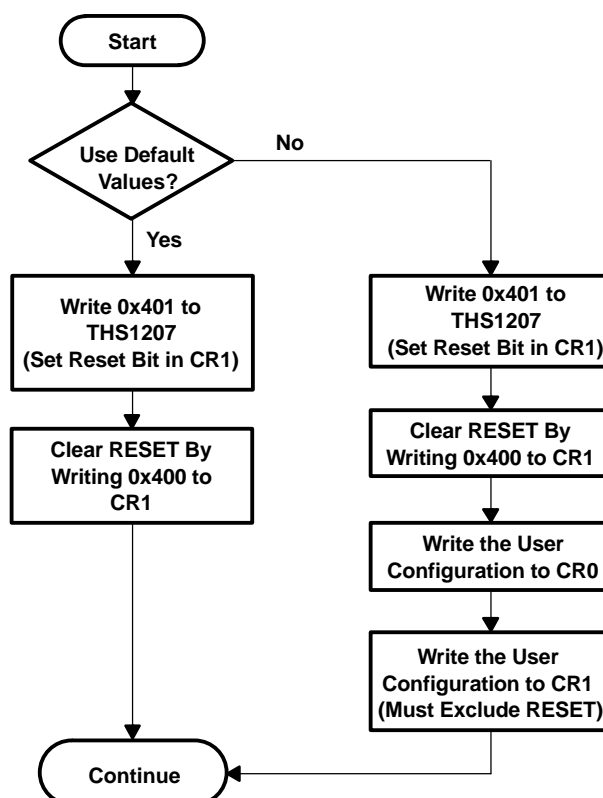 Start
Use Default
Values?
No
Yes
Write 0x401 to
THS1207
(Set Reset Bit in CR1)
Clear RESET By
Writing 0x400 to
CR1
Write 0x401 to
THS1207
(Set Reset Bit in CR1)
Clear RESET By
Writing 0x400 to CR1
Write the User
Configuration to CR0
Write the User
Configuration to CR1
(Must Exclude RESET)
Continue